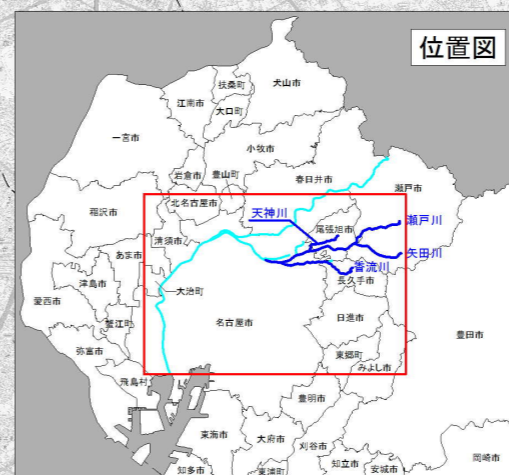 位置図
扶桑町
犬山市
江南市
大口町
一宮市
小牧市
岩倉市
豊山町
春日井市
瀬戸市
北名古屋市
稲沢市
天神川
瀬戸川
尾張旭市
清須市
矢田川
あま市
香流川
津島市
長久手市
大治町
愛西市
蟹江町
名古屋市
日進市
豊田市
弥富市
東郷町
みよし市
飛島村
豊明市
東海市
大府市
刈谷市
岡崎市
知多市
東浦町
知立市
安城市